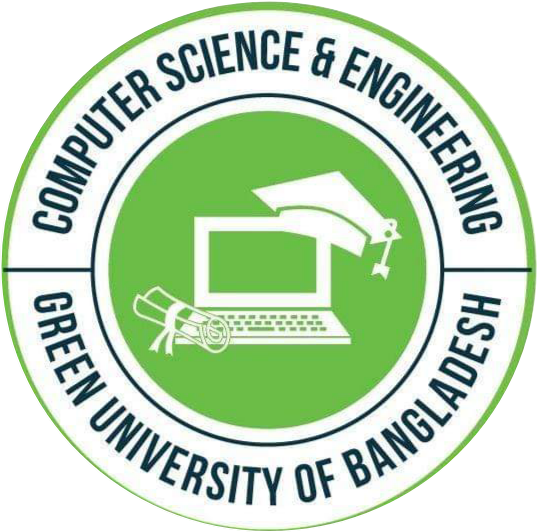 COMPUTER SCIENCE & ENGINEERING
GREEN UNIVERSITY OF BANGLADESH